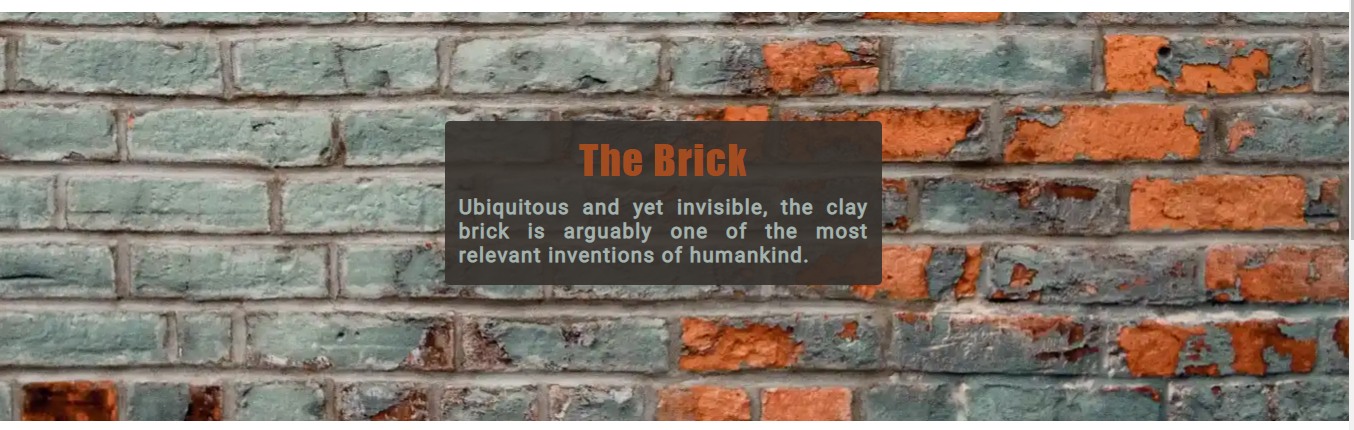 The Brick
Ubiquitous and yet invisible, the clay
brick is arguably one of the most
relevant inventions of humankind.